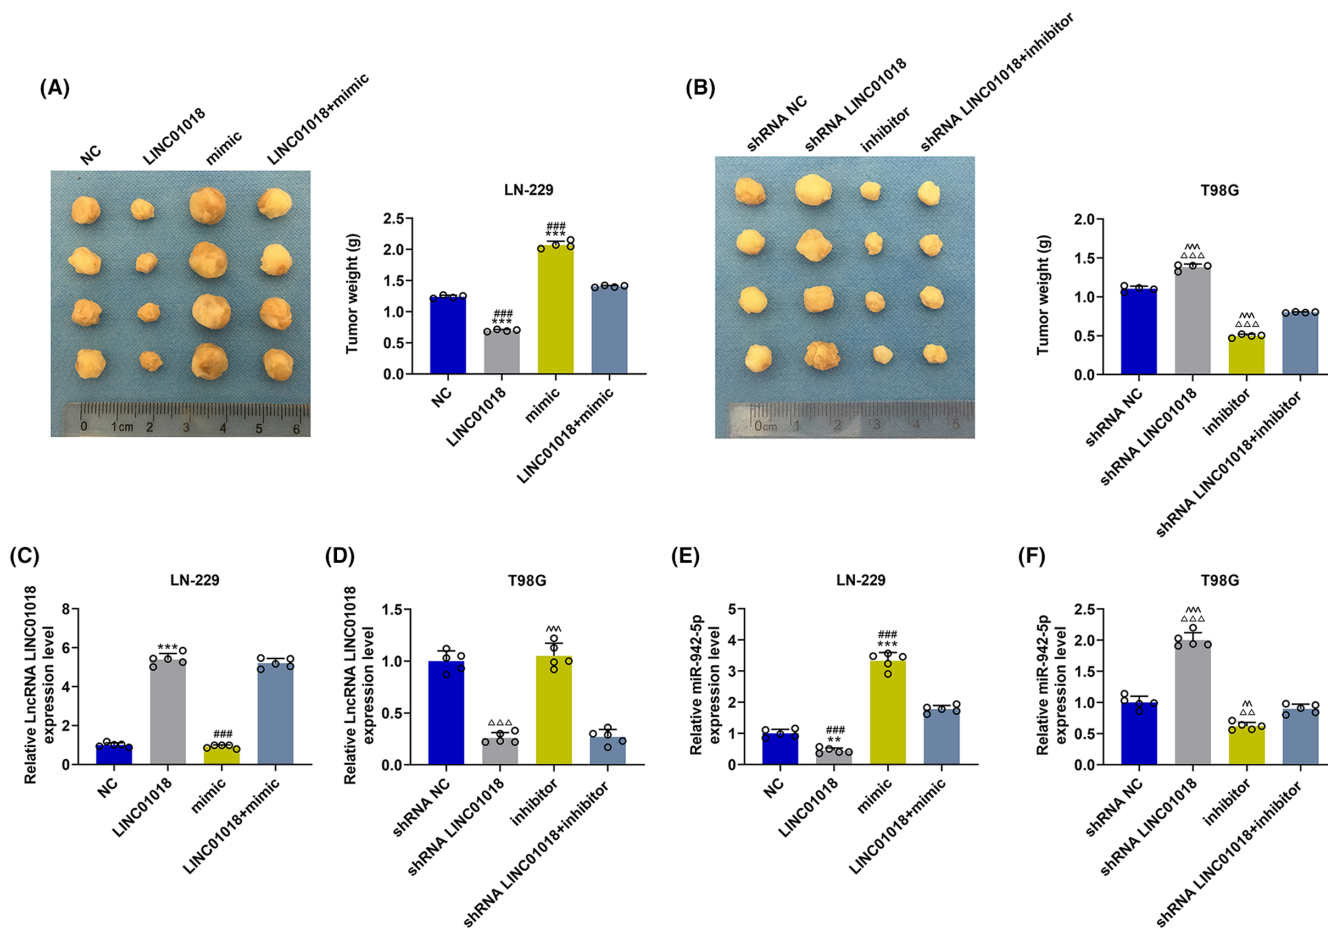 (A)
NC
LINC01018
mimic
LINC01018+mimic
0 1cm 2 3 4 5 6
LN-229
Tumor weight (g)
2.5
2.0
1.5
1.0
0.5
0.0
###
***
###
***
NC
LINC01018
mimic
LINC01018+mimic
(B)
shRNA NC
shRNA LINC01018
inhibitor
shRNA LINC01018+inhibitor
0cm 1 2 3 4 5
T98G
Tumor weight (g)
2.0
1.5
1.0
0.5
0.0
^^^
△△△
^^^
△△△
shRNA NC
shRNA LINC01018
inhibitor
shRNA LINC01018+inhibitor
(C)
LN-229
Relative LncRNA LINC01018
expression level
8
6
4
2
0
***
###
NC
LINC01018
mimic
LINC01018+mimic
(D)
T98G
Relative LncRNA LINC01018
expression level
1.5
1.0
0.5
0.0
△△△
^^^
shRNA NC
shRNA LINC01018
inhibitor
shRNA LINC01018+inhibitor
(E)
LN-229
Relative miR-942-5p
expression level
5
4
3
2
1
0
###
**
###
***
NC
LINC01018
mimic
LINC01018+mimic
(F)
T98G
Relative miR-942-5p
expression level
2.5
2.0
1.5
1.0
0.5
0.0
^^^
△△△
^^
△△
shRNA NC
shRNA LINC01018
inhibitor
shRNA LINC01018+inhibitor